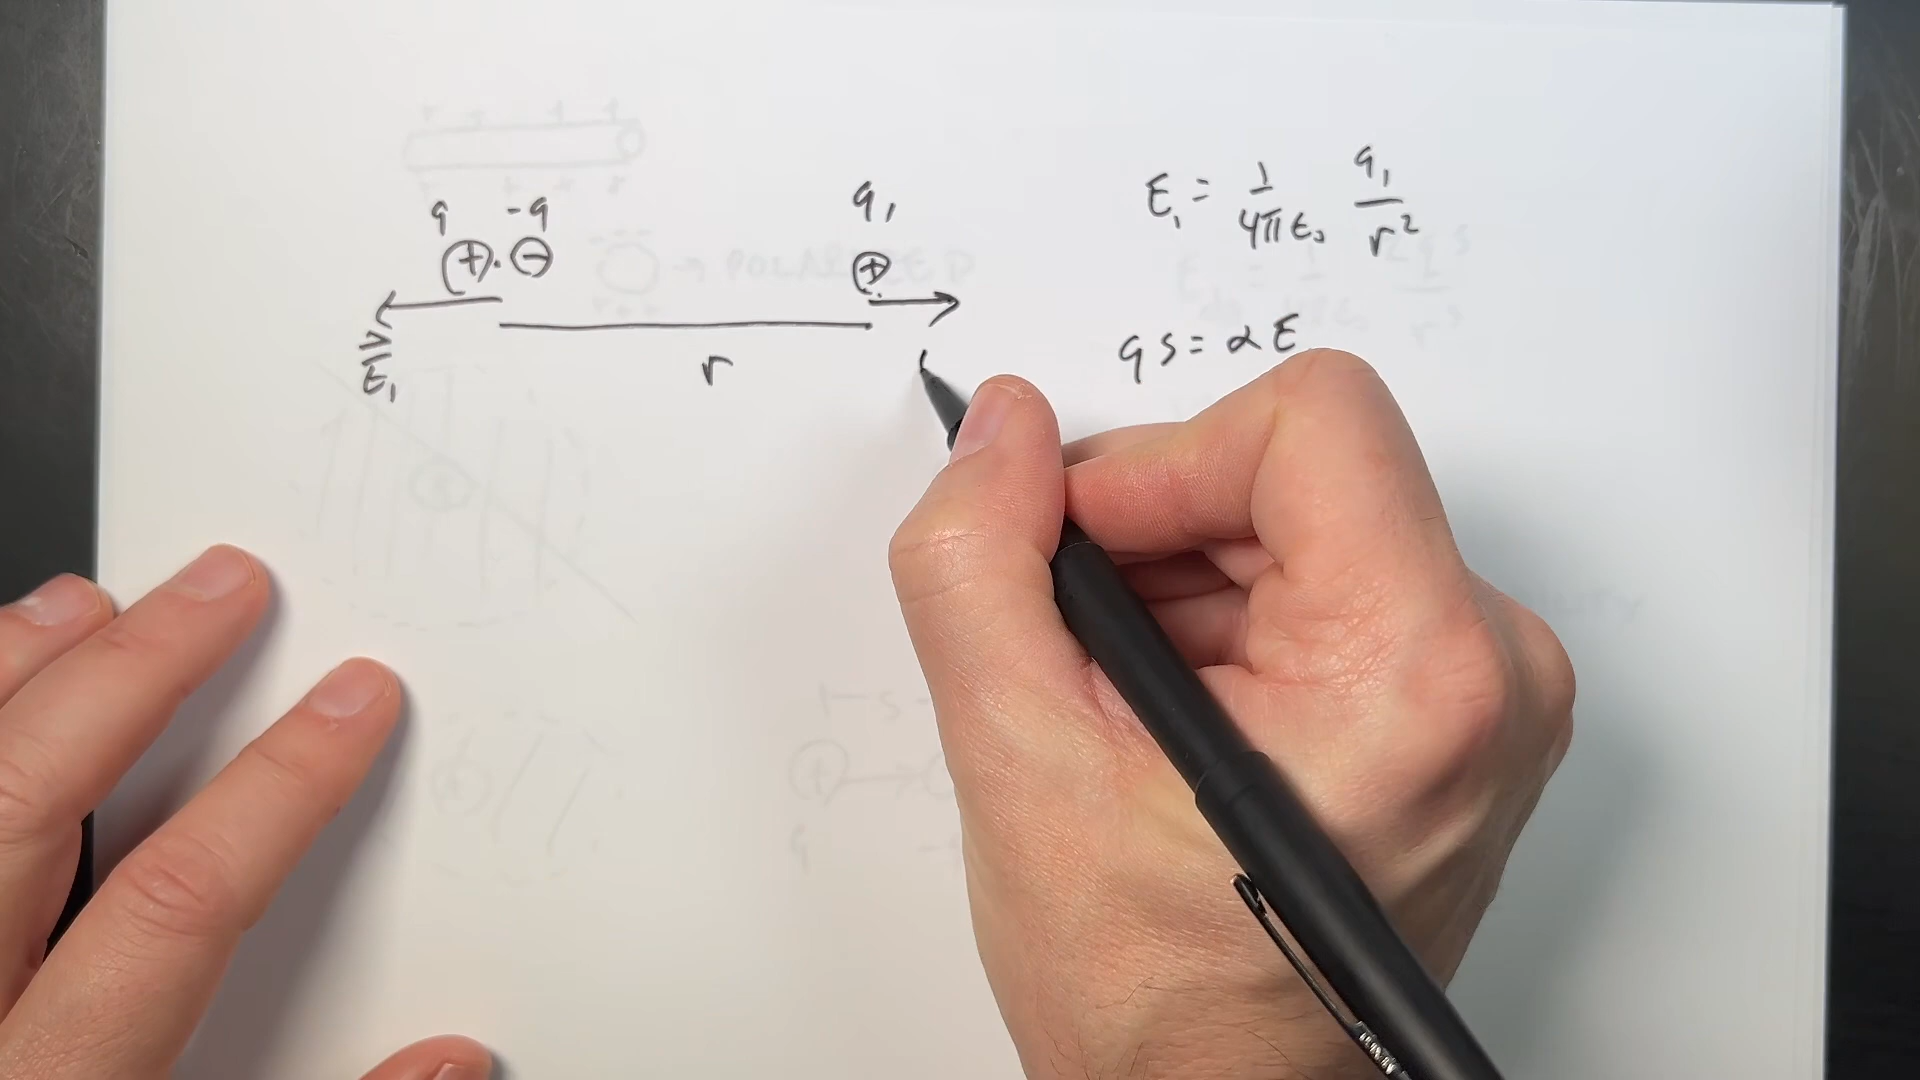 q -q
q₁
E₁ = 1/4πε₀ q₁/r²
E₁
r
qs = αE